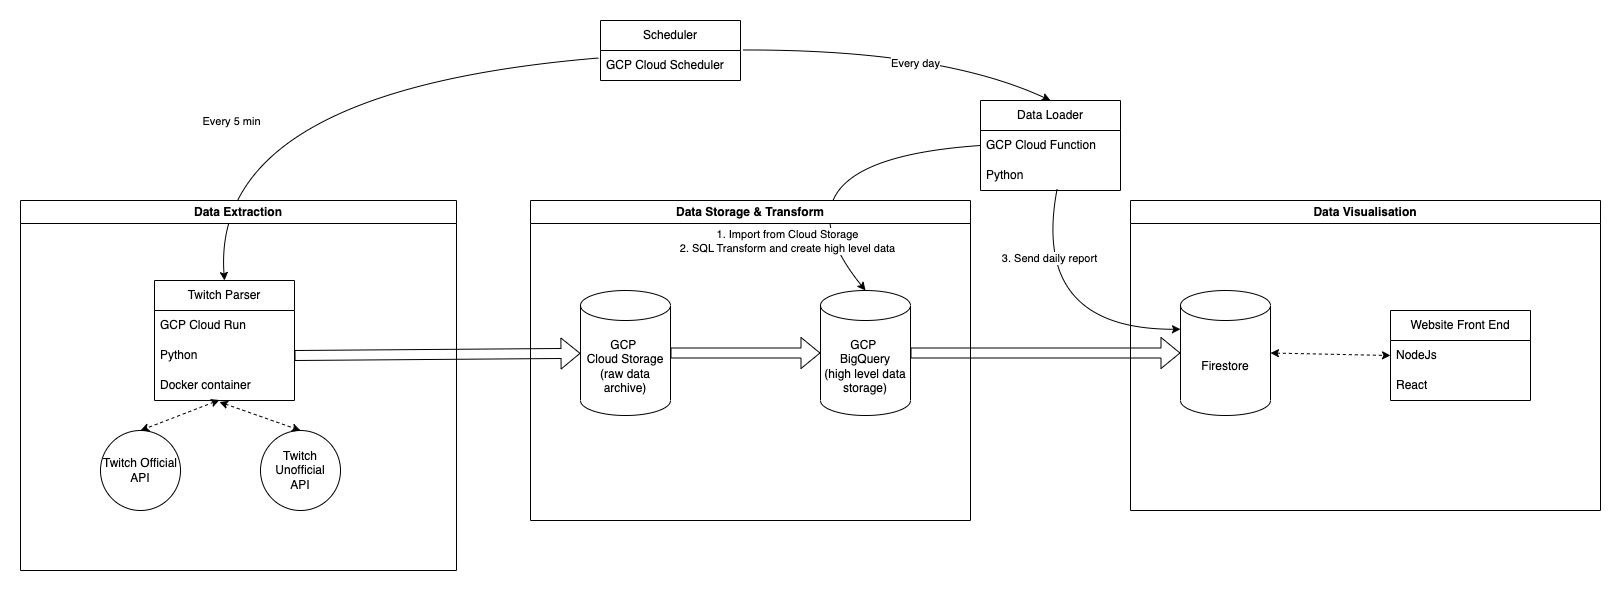 Scheduler
GCP Cloud Scheduler
Every day
Every 5 min
Data Loader
GCP Cloud Function
Python
Data Extraction
Twitch Parser
GCP Cloud Run
Python
Docker container
Twitch Official
API
Twitch
Unofficial
API
Data Storage & Transform
1. Import from Cloud Storage
2. SQL Transform and create high level data
GCP
Cloud Storage
(raw data
archive)
GCP
BigQuery
(high level data
storage)
3. Send daily report
Data Visualisation
Firestore
Website Front End
NodeJs
React